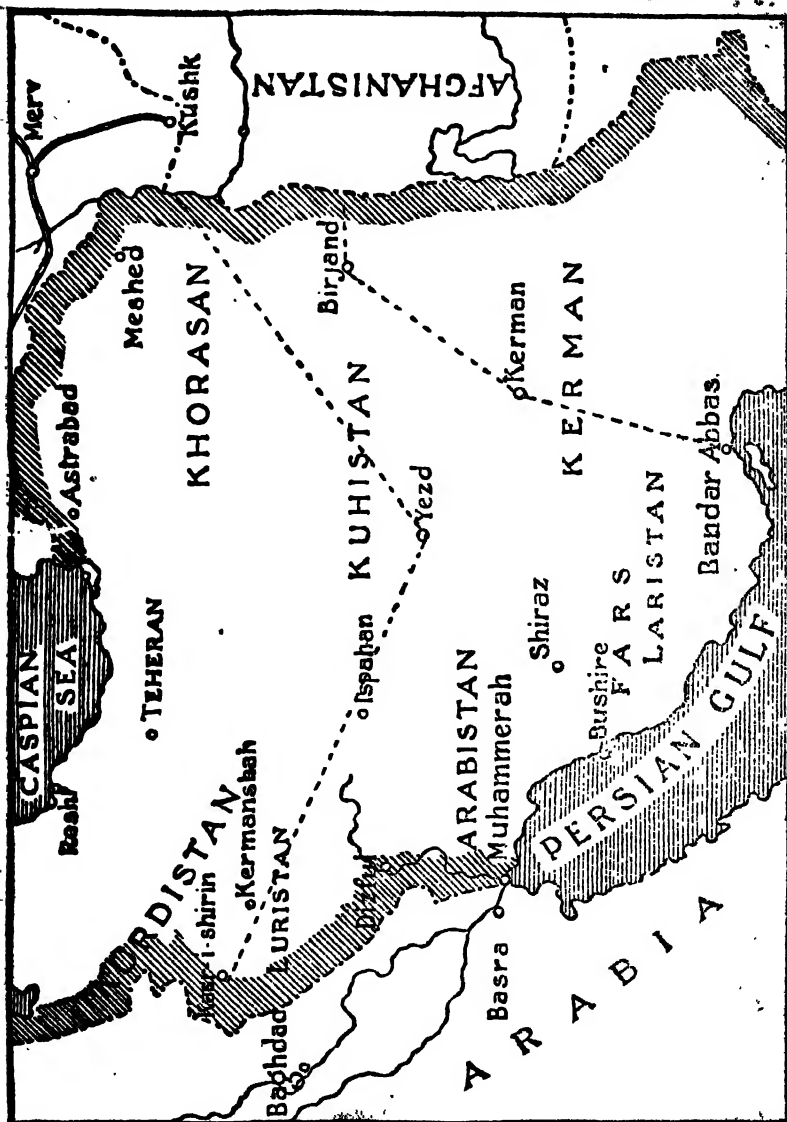 Merv
Kushk
AFGHANISTAN
Meshed
KHORASAN
Birjand
Astrabad
CASPIAN
SEA
Resht
TEHERAN
KUHISTAN
Yezd
Kerman
KERMAN
Bandar Abbas.
LARISTAN
FARS
Shiraz
Bushire
Ispahan
ARABISTAN
Muhammerah
PERSIAN GULF
Kermanshah
LURISTAN
Dizful
Baghdad
Basra
ARABIA